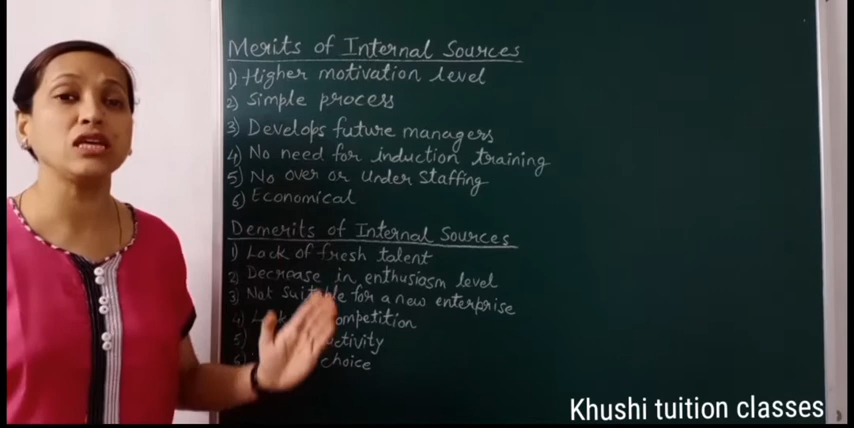 Merits of Internal Sources
1) Higher motivation level
2) Simple process
3) Develops future managers
4) No need for induction training
5) No over or under staffing
6) Economical
Demerits of Internal Sources
1) Lack of fresh talent
2) Decrease in enthusiasm level
3) Not suitable for a new enterprise
4) competition
5)
6) choice
Khushi tuition classes